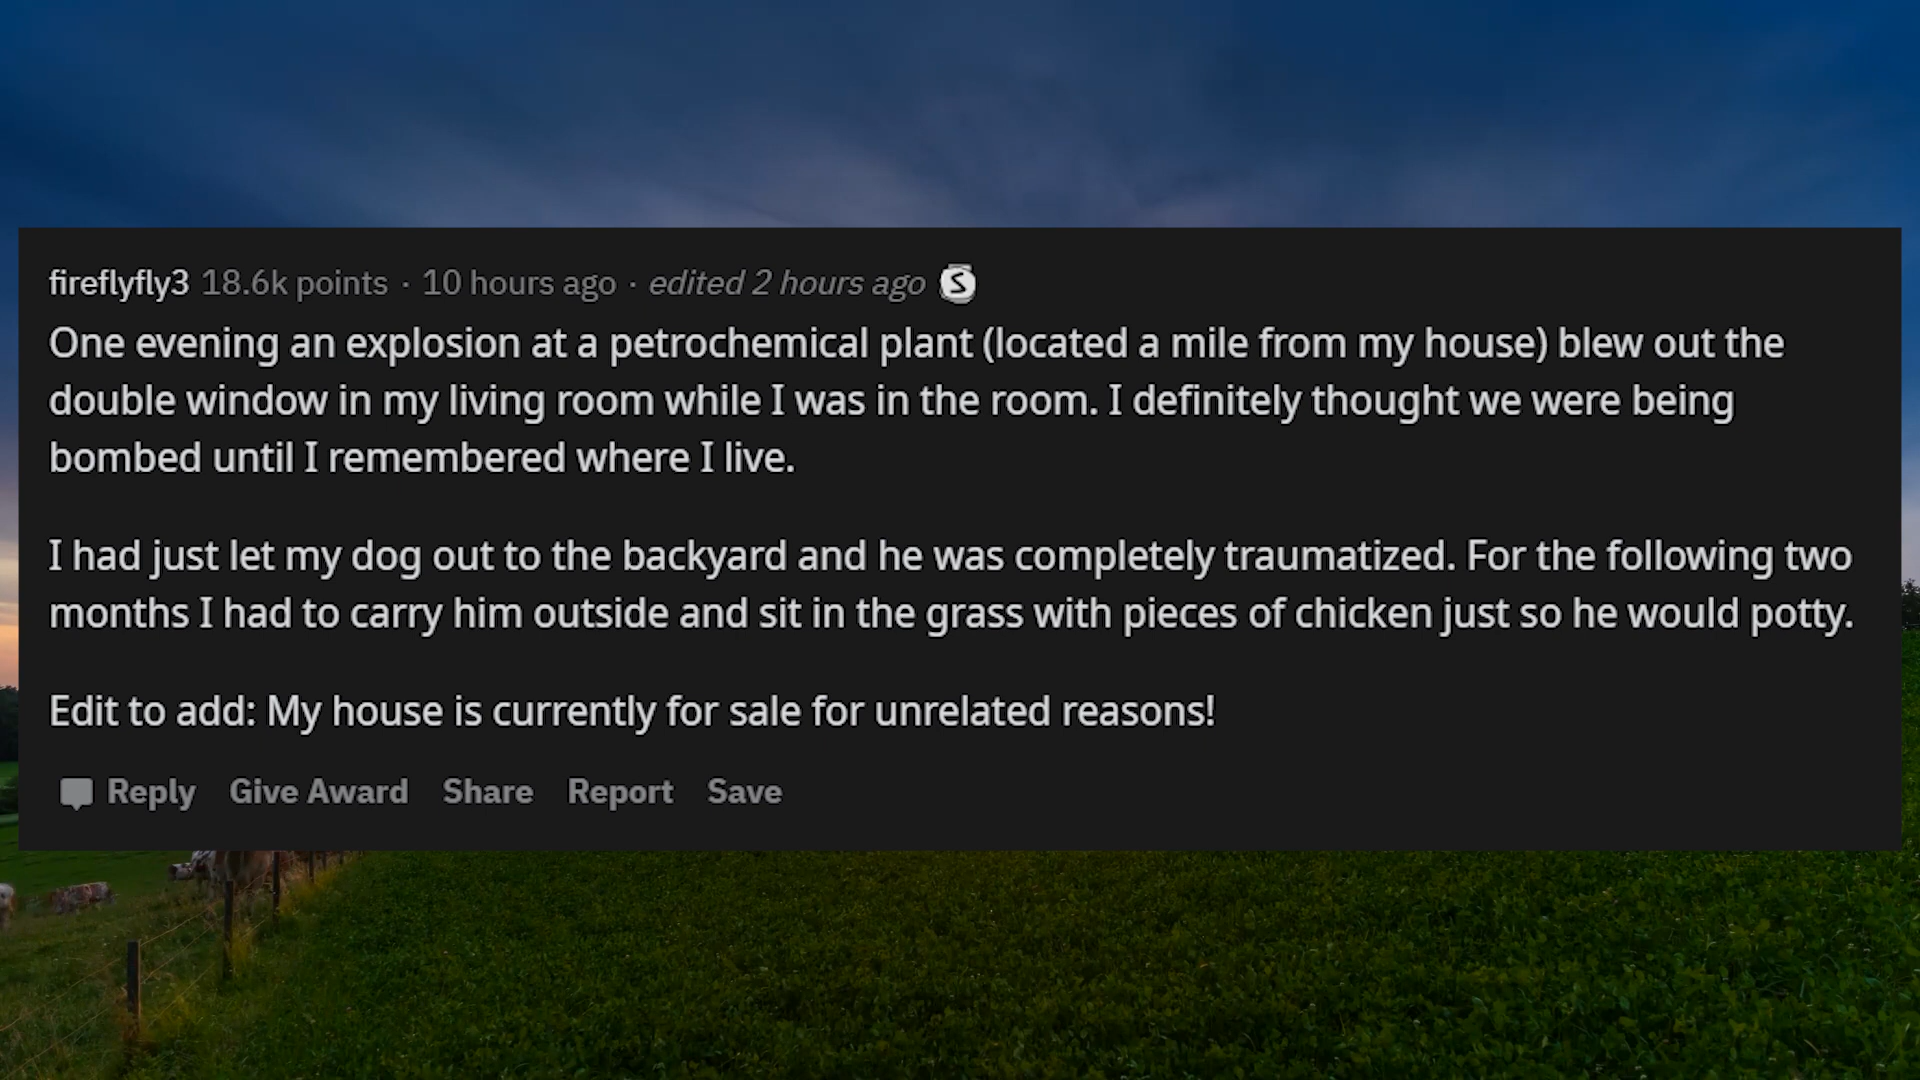 fireflyfly3 18.6k points · 10 hours ago · edited 2 hours ago S
One evening an explosion at a petrochemical plant (located a mile from my house) blew out the
double window in my living room while I was in the room. I definitely thought we were being
bombed until I remembered where I live.
I had just let my dog out to the backyard and he was completely traumatized. For the following two
months I had to carry him outside and sit in the grass with pieces of chicken just so he would potty.
Edit to add: My house is currently for sale for unrelated reasons!
Reply Give Award Share Report Save